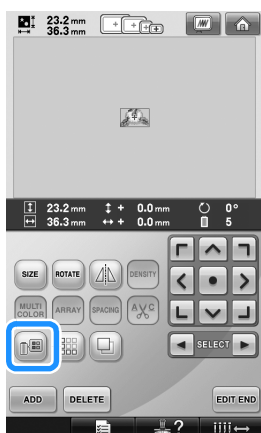 23.2 mm
36.3 mm
23.2 mm + 0.0 mm 0°
36.3 mm + 0.0 mm 5
SIZE ROTATE DENSITY
MULTI COLOR ARRAY SPACING A C
SELECT
ADD DELETE EDIT END
?